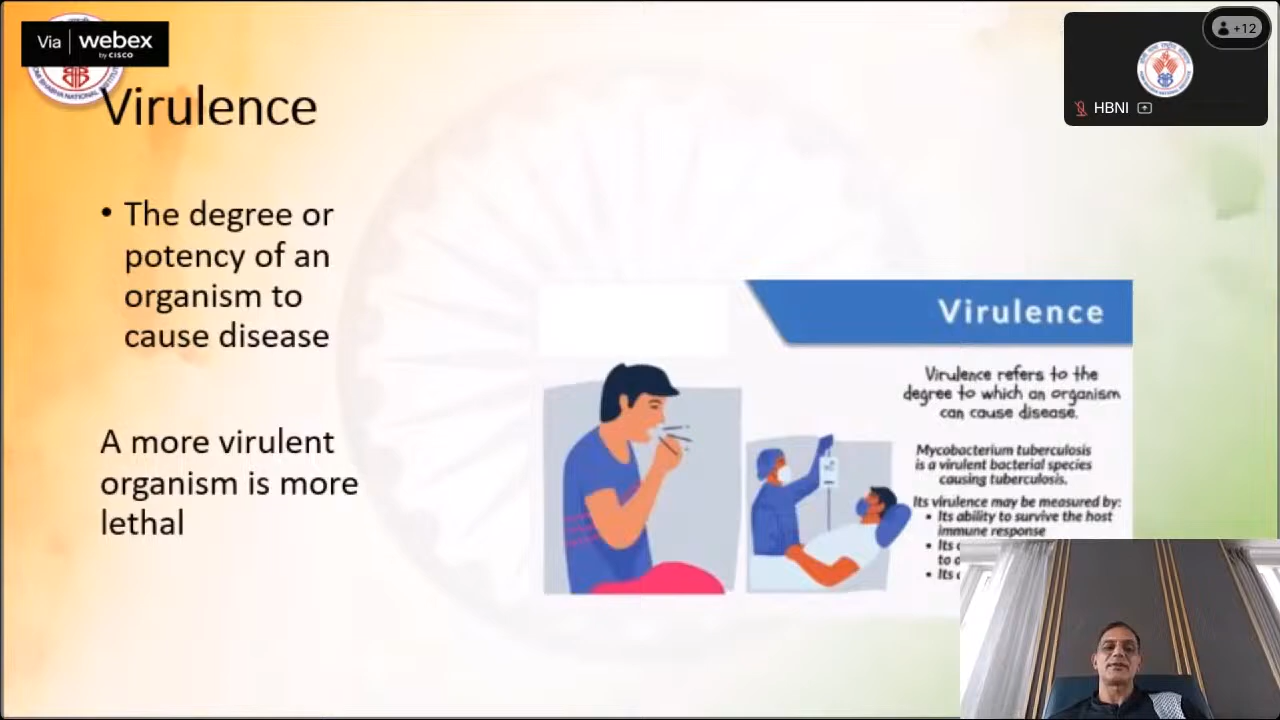 Via webex
by CISCO
+12
HBNI
Virulence
• The degree or
potency of an
organism to
cause disease
A more virulent
organism is more
lethal
Virulence
Virulence refers to the
degree to which an organism
can cause disease.
Mycobacterium tuberculosis
is a virulent bacterial species
causing tuberculosis.
Its virulence may be measured by:
• Its ability to survive the host
immune response
• Its
to
• Its